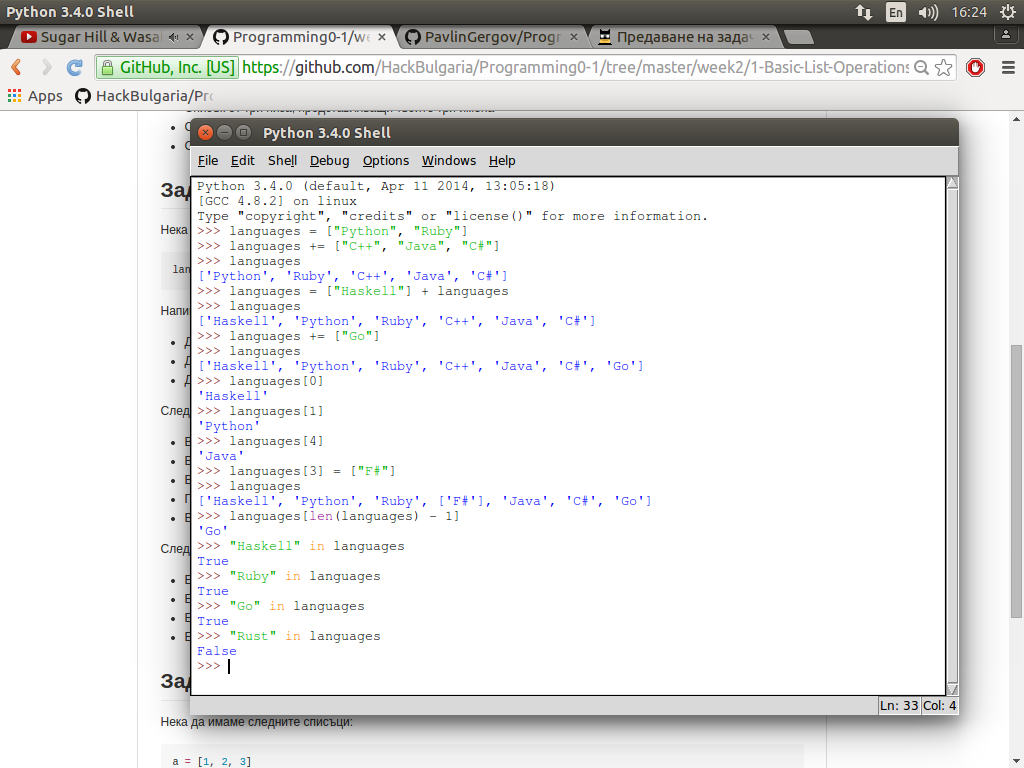 Python 3.4.0 Shell
En
16:24
Sugar Hill & Wasa
Programming0-1/we
PavlinGergov/Progr
Предаване на задач
GitHub, Inc. [US]
https://github.com/HackBulgaria/Programming0-1/tree/master/week2/1-Basic-List-Operations
Apps
HackBulgaria/Pro
Python 3.4.0 Shell
File Edit Shell Debug Options Windows Help
Python 3.4.0 (default, Apr 11 2014, 13:05:18)
[GCC 4.8.2] on linux
Type "copyright", "credits" or "license()" for more information.
>>> languages = ["Python", "Ruby"]
>>> languages += ["C++", "Java", "C#"]
>>> languages
['Python', 'Ruby', 'C++', 'Java', 'C#']
>>> languages = ["Haskell"] + languages
>>> languages
['Haskell', 'Python', 'Ruby', 'C++', 'Java', 'C#']
>>> languages += ["Go"]
>>> languages
['Haskell', 'Python', 'Ruby', 'C++', 'Java', 'C#', 'Go']
>>> languages[0]
'Haskell'
>>> languages[1]
'Python'
>>> languages[4]
'Java'
>>> languages[3] = ["F#"]
>>> languages
['Haskell', 'Python', 'Ruby', ['F#'], 'Java', 'C#', 'Go']
>>> languages[len(languages) - 1]
'Go'
>>> "Haskell" in languages
True
>>> "Ruby" in languages
True
>>> "Go" in languages
True
>>> "Rust" in languages
False
>>>
Ln: 33 Col: 4
Зад
Нека
lan
Напи
След
След
Зад
Нека да имаме следните списъци:
a = [1, 2, 3]